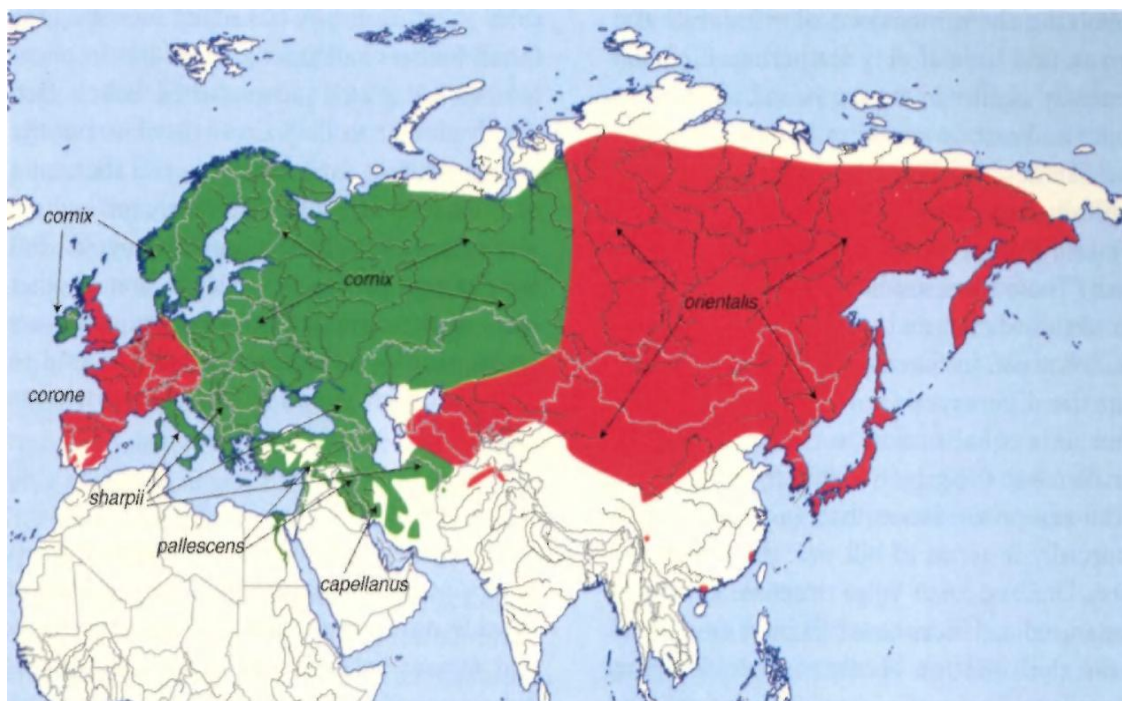 cornix
cornix
orientalis
corone
sharpii
pallescens
capellanus